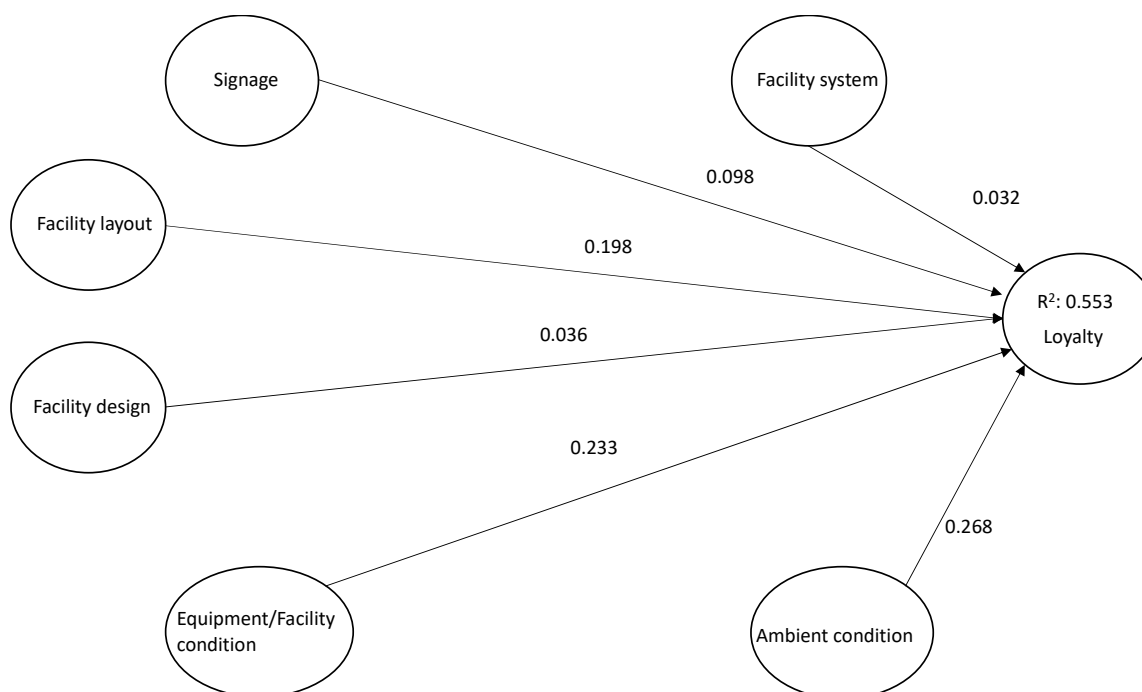 Signage
Facility system
0.098
0.032
Facility layout
0.198
R²: 0.553
Loyalty
0.036
Facility design
0.233
0.268
Equipment/Facility
condition
Ambient condition